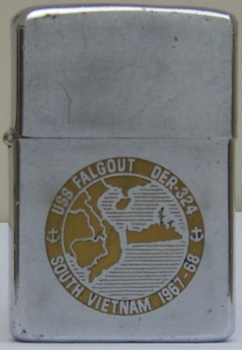 USS FALGOUT DER-324
SOUTH VIETNAM 1967-68